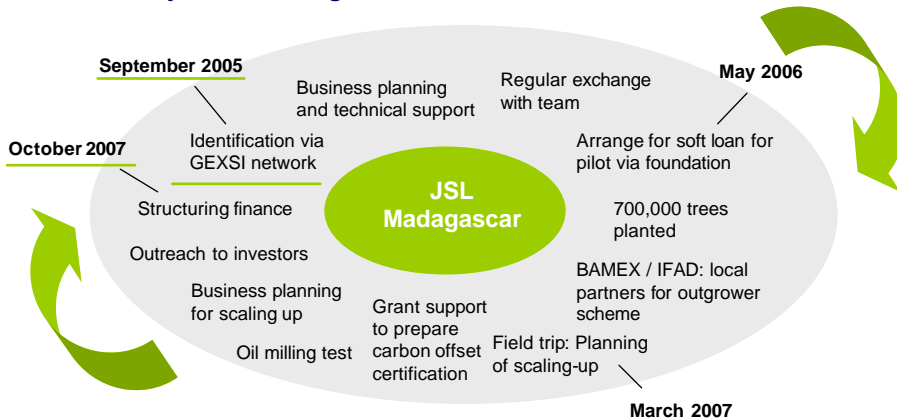 September 2005
Business planning
and technical support
Regular exchange
with team
May 2006
October 2007
Identification via
GEXSI network
Arrange for soft loan for
pilot via foundation
JSL
Madagascar
Structuring finance
700,000 trees
planted
Outreach to investors
BAMEX / IFAD: local
partners for outgrower
scheme
Business planning
for scaling up
Grant support
to prepare
carbon offset
certification
Field trip: Planning
of scaling-up
Oil milling test
March 2007